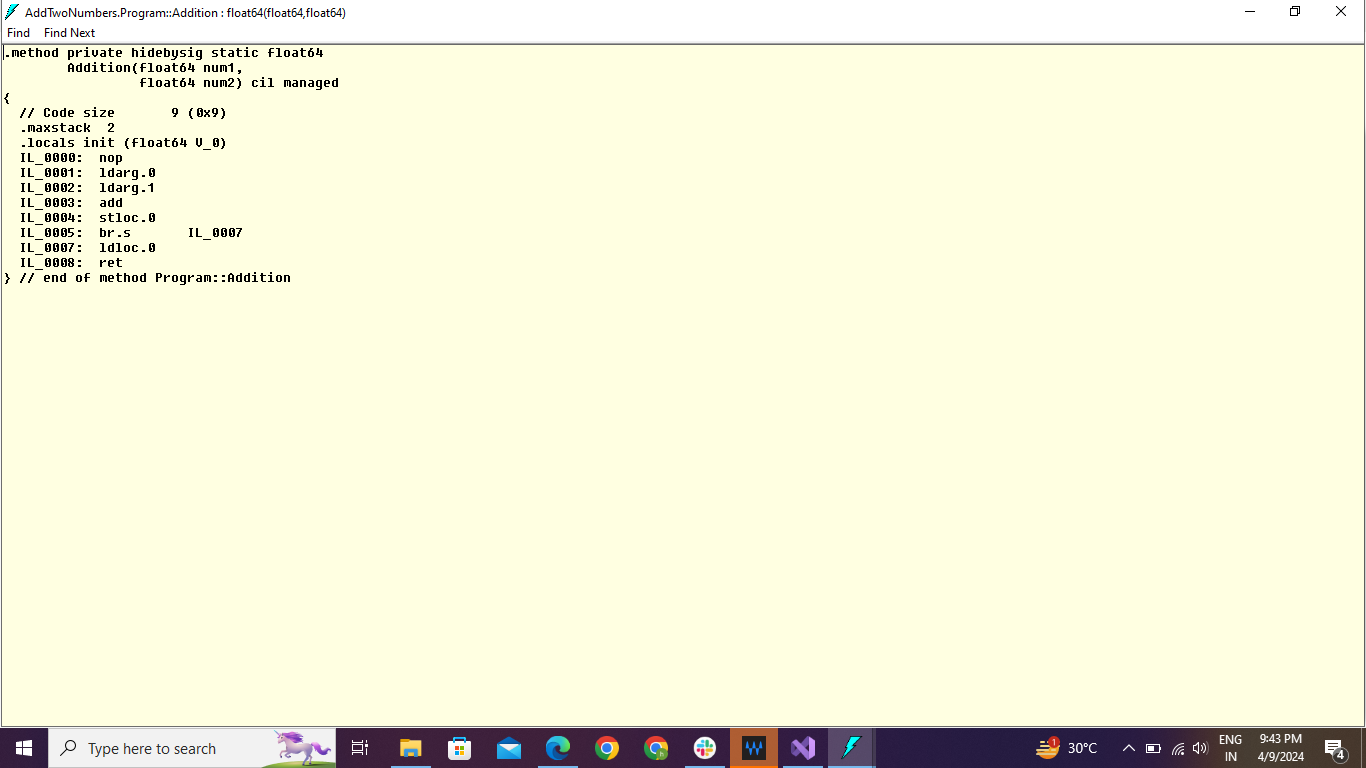 AddTwoNumbers.Program::Addition : float64(float64,float64)
Find Find Next
.method private hidebysig static float64
        Addition(float64 num1,
                 float64 num2) cil managed
{
  // Code size       9 (0x9)
  .maxstack  2
  .locals init (float64 V_0)
  IL_0000:  nop
  IL_0001:  ldarg.0
  IL_0002:  ldarg.1
  IL_0003:  add
  IL_0004:  stloc.0
  IL_0005:  br.s       IL_0007
  IL_0007:  ldloc.0
  IL_0008:  ret
} // end of method Program::Addition
Type here to search
1
30°C
ENG
IN
9:43 PM
4/9/2024
4